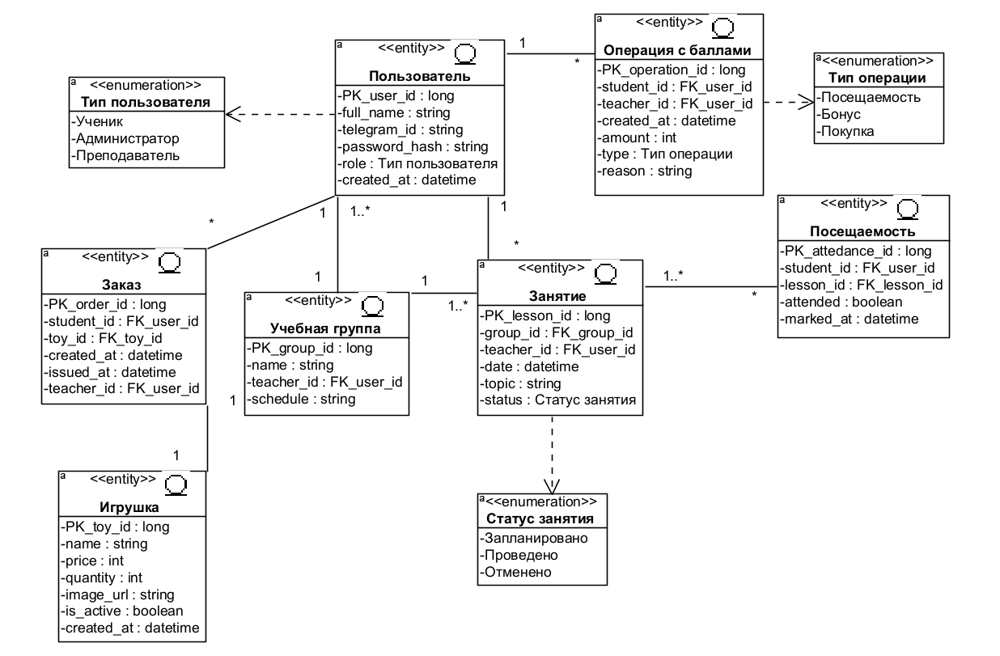 a
<<enumeration>>
Тип пользователя
-Ученик
-Администратор
-Преподаватель
a
<<entity>>
Пользователь
-PK_user_id : long
-full_name : string
-telegram_id : string
-password_hash : string
-role : Тип пользователя
-created_at : datetime
1
*
a
<<entity>>
Операция с баллами
-PK_operation_id : long
-student_id : FK_user_id
-teacher_id : FK_user_id
-created_at : datetime
-amount : int
-type : Тип операции
-reason : string
a
<<enumeration>>
Тип операции
-Посещаемость
-Бонус
-Покупка
*
1
1..*
1
*
1
1
1..*
1..*
*
a
<<entity>>
Заказ
-PK_order_id : long
-student_id : FK_user_id
-toy_id : FK_toy_id
-created_at : datetime
-issued_at : datetime
-teacher_id : FK_user_id
a
<<entity>>
Учебная группа
-PK_group_id : long
-name : string
-teacher_id : FK_user_id
-schedule : string
a
<<entity>>
Занятие
-PK_lesson_id : long
-group_id : FK_group_id
-teacher_id : FK_user_id
-date : datetime
-topic : string
-status : Статус занятия
a
<<entity>>
Посещаемость
-PK_attedance_id : long
-student_id : FK_user_id
-lesson_id : FK_lesson_id
-attended : boolean
-marked_at : datetime
1
1
a
<<entity>>
Игрушка
-PK_toy_id : long
-name : string
-price : int
-quantity : int
-image_url : string
-is_active : boolean
-created_at : datetime
a
<<enumeration>>
Статус занятия
-Запланировано
-Проведено
-Отменено